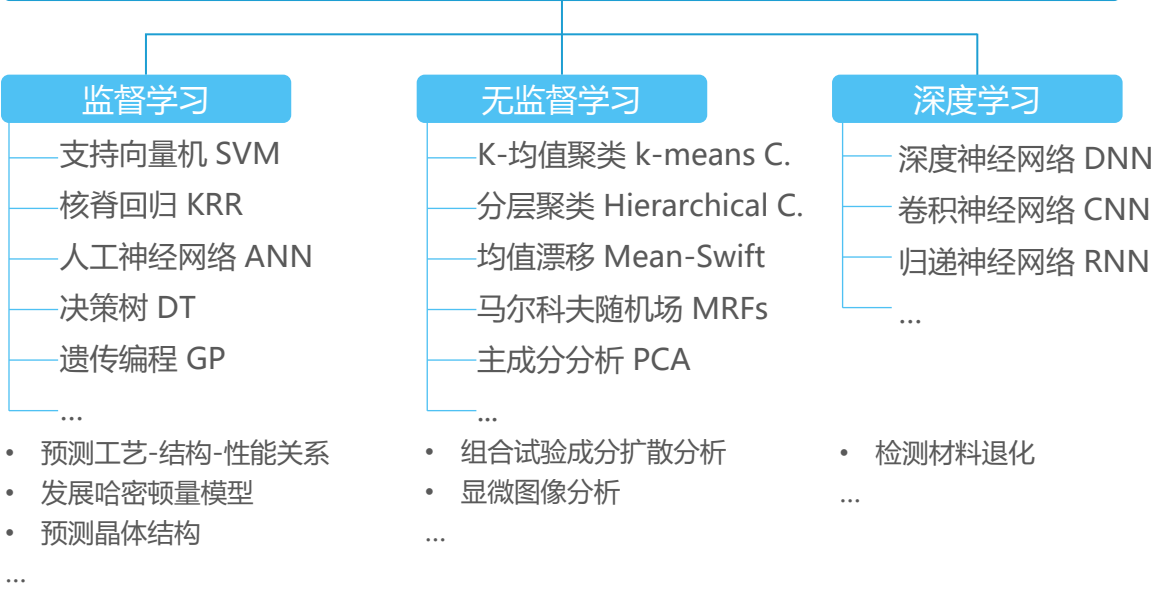 监督学习
支持向量机 SVM
核脊回归 KRR
人工神经网络 ANN
决策树 DT
遗传编程 GP
...
• 预测工艺-结构-性能关系
• 发展哈密顿量模型
• 预测晶体结构
...
无监督学习
K-均值聚类 k-means C.
分层聚类 Hierarchical C.
均值漂移 Mean-Swift
马尔科夫随机场 MRFs
主成分分析 PCA
...
• 组合试验成分扩散分析
• 显微图像分析
...
深度学习
深度神经网络 DNN
卷积神经网络 CNN
归递神经网络 RNN
...
• 检测材料退化
...